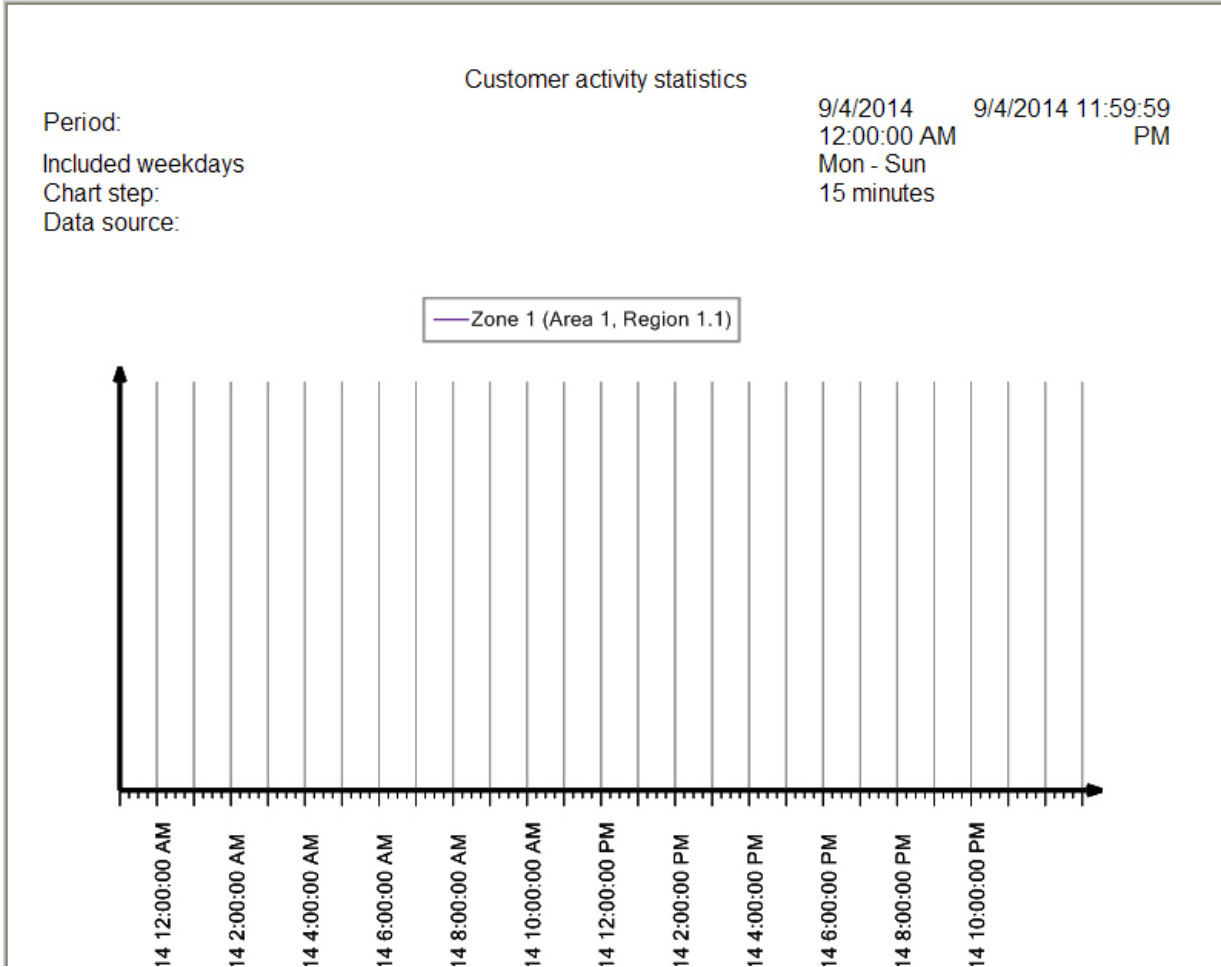 Customer activity statistics
Period:
9/4/2014 9/4/2014 11:59:59
12:00:00 AM PM
Included weekdays Mon - Sun
Chart step: 15 minutes
Data source:
Zone 1 (Area 1, Region 1.1)
14 12:00:00 AM
14 2:00:00 AM
14 4:00:00 AM
14 6:00:00 AM
14 8:00:00 AM
14 10:00:00 AM
14 12:00:00 PM
14 2:00:00 PM
14 4:00:00 PM
14 6:00:00 PM
14 8:00:00 PM
14 10:00:00 PM